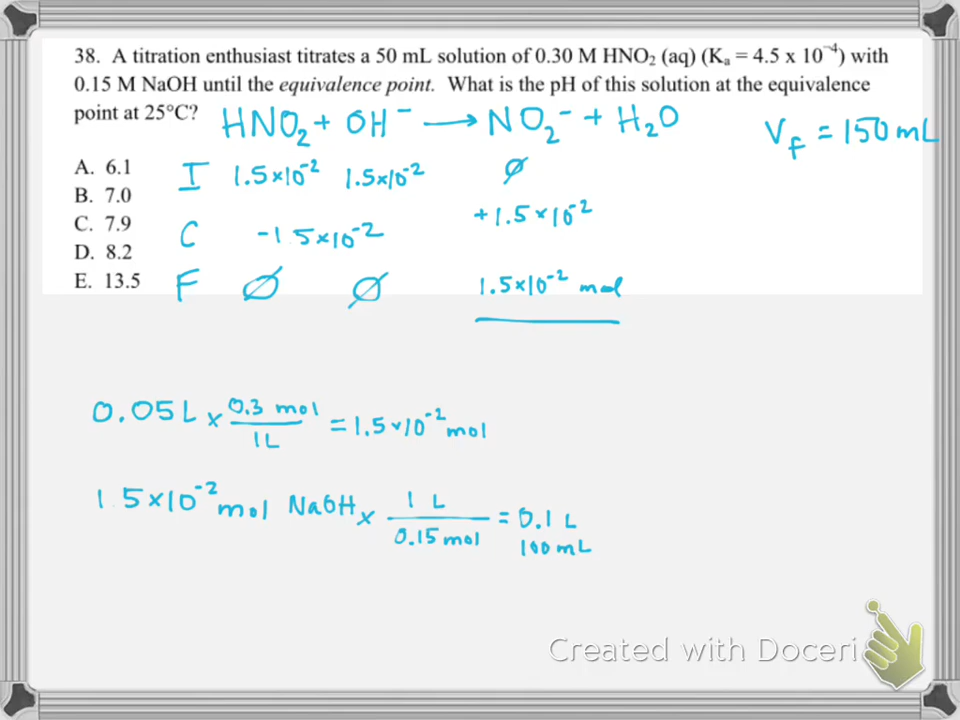 38. A titration enthusiast titrates a 50 mL solution of 0.30 M HNO₂ (aq) (Kₐ = 4.5 x 10⁻⁴) with
0.15 M NaOH until the equivalence point. What is the pH of this solution at the equivalence
point at 25°C?
HNO₂ + OH⁻ → NO₂⁻ + H₂O
V_f = 150 mL
A. 6.1
B. 7.0
C. 7.9
D. 8.2
E. 13.5
I 1.5×10⁻² 1.5×10⁻² ∅
C -1.5×10⁻² +1.5×10⁻²
F ∅ ∅ 1.5×10⁻² mol
0.05 L × 0.3 mol / 1L = 1.5×10⁻² mol
1.5×10⁻² mol NaOH × 1 L / 0.15 mol = 0.1 L
100 mL
Created with Doceri